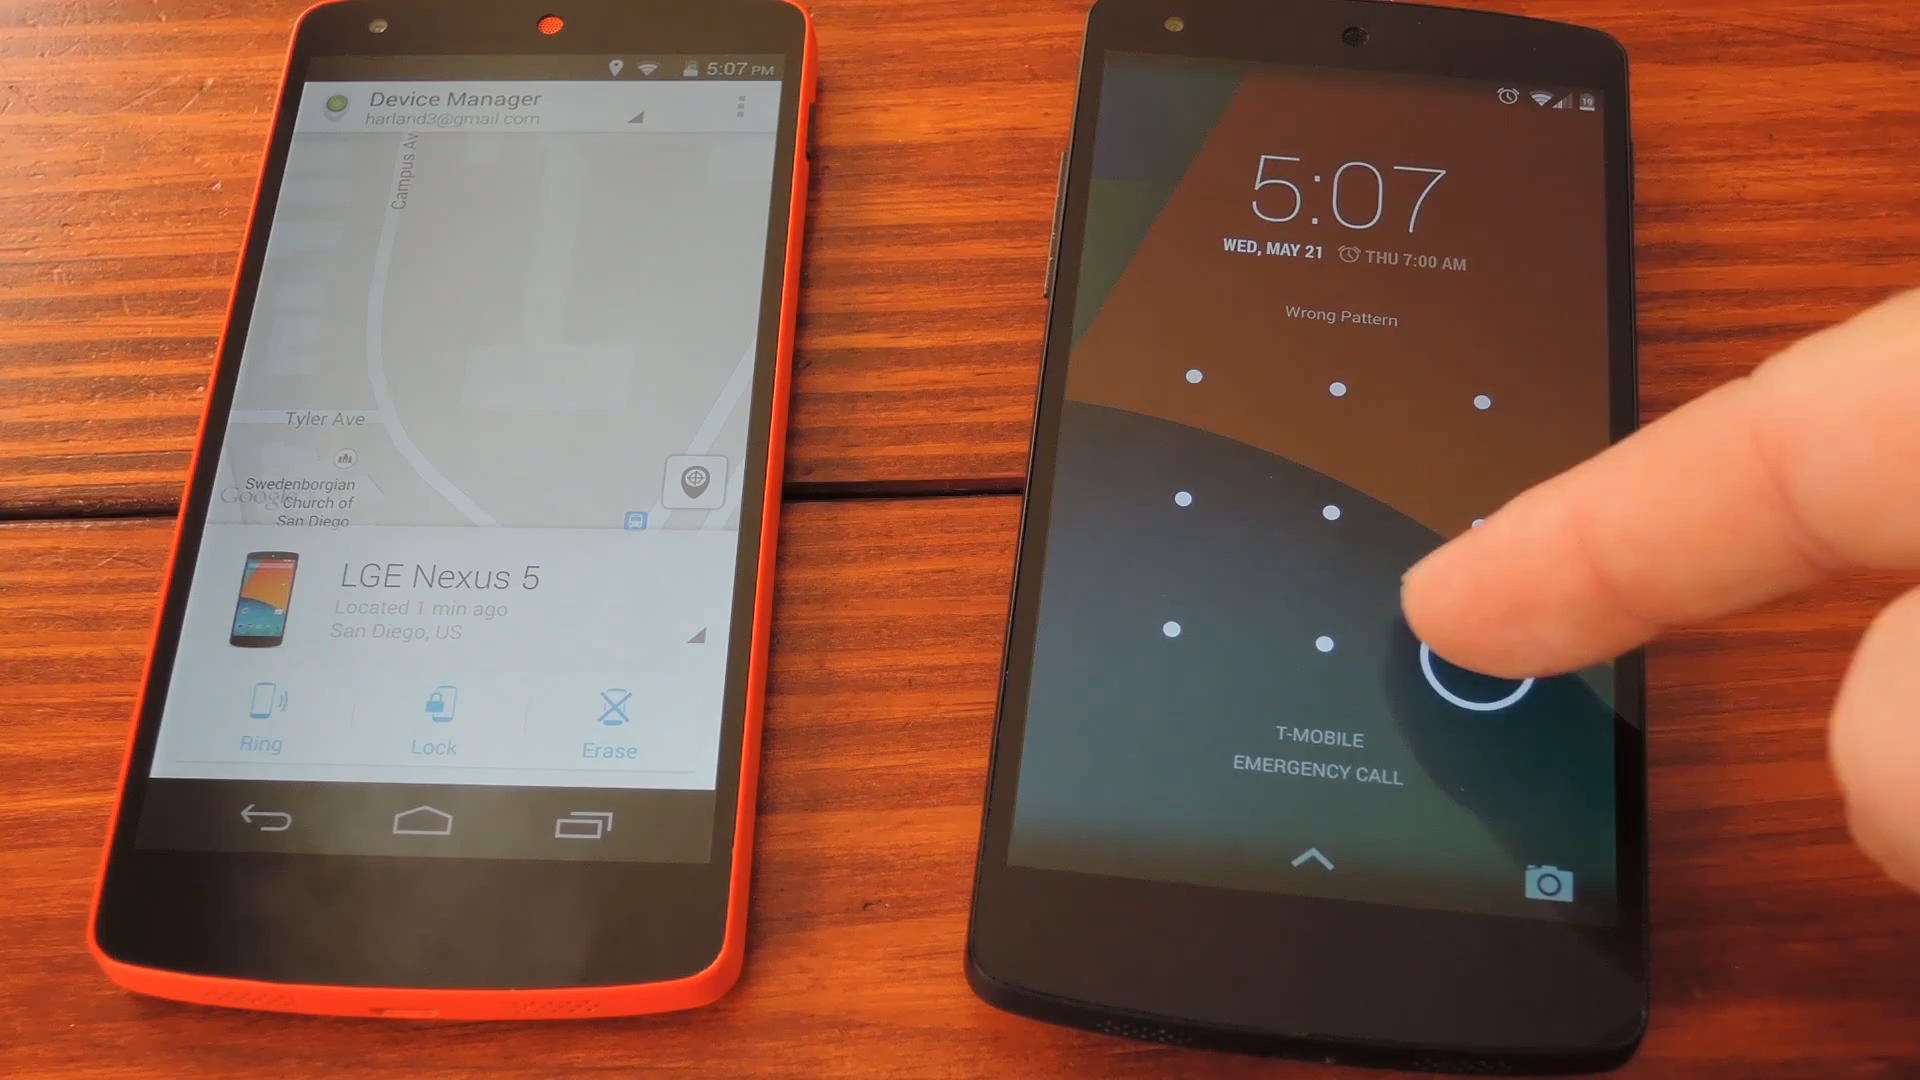 5:07 PM
Device Manager
harland3@gmail.com
Campus Av
Tyler Ave
Swedenborgian
Church of
San Diego
Google
LGE Nexus 5
Located 1 min ago
San Diego, US
Ring
Lock
Erase
5:07
WED, MAY 21
THU 7:00 AM
Wrong Pattern
T-MOBILE
EMERGENCY CALL